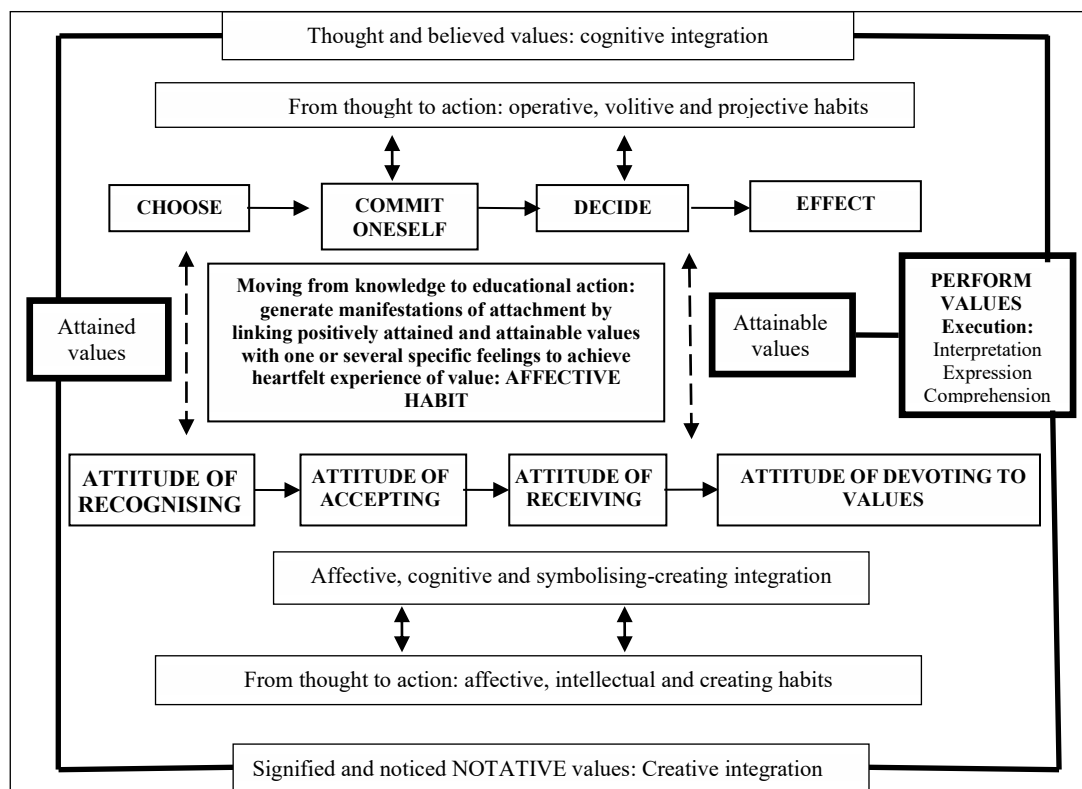 Thought and believed values: cognitive integration
From thought to action: operative, volitive and projective habits
CHOOSE
COMMIT
ONESELF
DECIDE
EFFECT
Attained
values
Moving from knowledge to educational action:
generate manifestations of attachment by
linking positively attained and attainable values
with one or several specific feelings to achieve
heartfelt experience of value: AFFECTIVE
HABIT
Attainable
values
PERFORM
VALUES
Execution:
Interpretation
Expression
Comprehension
ATTITUDE OF
RECOGNISING
ATTITUDE OF
ACCEPTING
ATTITUDE OF
RECEIVING
ATTITUDE OF DEVOTING TO
VALUES
Affective, cognitive and symbolising-creating integration
From thought to action: affective, intellectual and creating habits
Signified and noticed NOTATIVE values: Creative integration